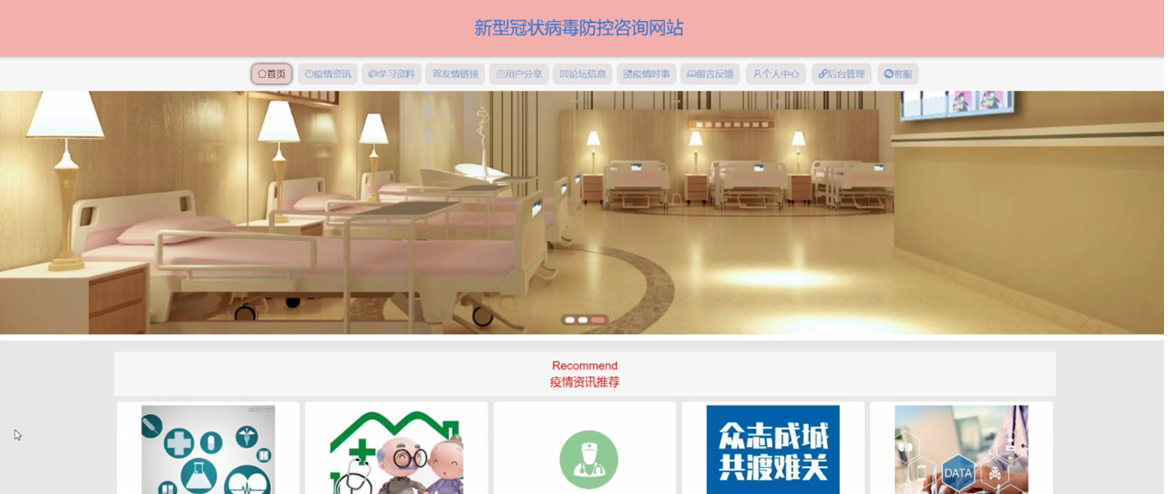 新型冠状病毒防控咨询网站
首页 疫情资讯 学习资料 友情链接 用户分享 论坛信息 疫情时事 留言反馈 个人中心 后台管理 客服
Recommend
疫情资讯推荐
众志成城
共渡难关
DATA